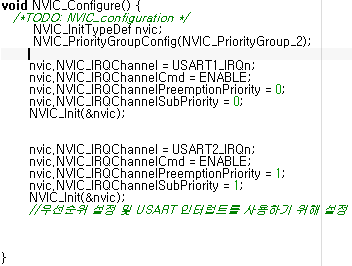 void NVIC_Configure() {
/*TODO: NVIC_configuration */
NVIC_InitTypeDef nvic;
NVIC_PriorityGroupConfig(NVIC_PriorityGroup_2);
nvic.NVIC_IRQChannel = USART1_IRQn;
nvic.NVIC_IRQChannelCmd = ENABLE;
nvic.NVIC_IRQChannelPreemptionPriority = 0;
nvic.NVIC_IRQChannelSubPriority = 0;
NVIC_Init(&nvic);
nvic.NVIC_IRQChannel = USART2_IRQn;
nvic.NVIC_IRQChannelCmd = ENABLE;
nvic.NVIC_IRQChannelPreemptionPriority = 1;
nvic.NVIC_IRQChannelSubPriority = 1;
NVIC_Init(&nvic);
//우선순위 설정 및 USART 인터럽트를 사용하기 위해 설정
}